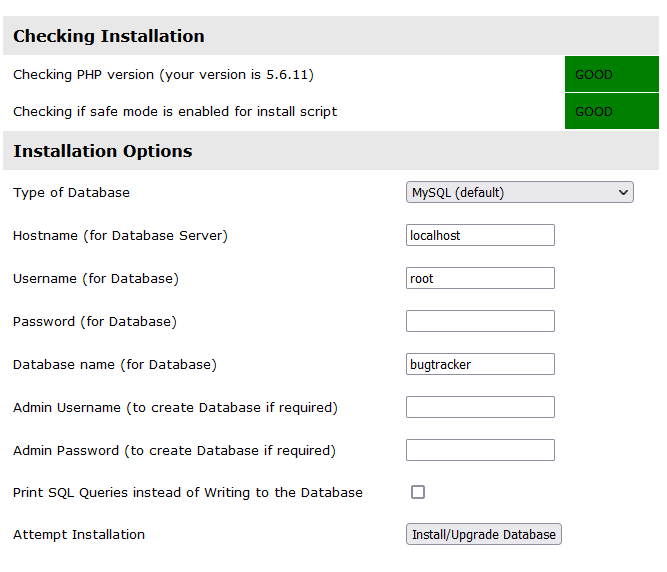 Checking Installation
Checking PHP version (your version is 5.6.11) GOOD
Checking if safe mode is enabled for install script GOOD
Installation Options
Type of Database MySQL (default)
Hostname (for Database Server) localhost
Username (for Database) root
Password (for Database)
Database name (for Database) bugtracker
Admin Username (to create Database if required)
Admin Password (to create Database if required)
Print SQL Queries instead of Writing to the Database
Attempt Installation Install/Upgrade Database